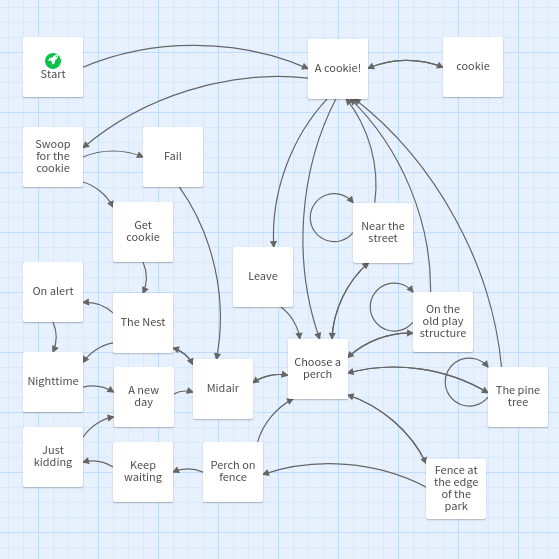 Start
A cookie!
cookie
Swoop
for the
cookie
Fail
Get
cookie
Near the
street
Leave
On alert
The Nest
On the
old play
structure
Choose a
perch
Nighttime
A new
day
Midair
The pine
tree
Just
kidding
Keep
waiting
Perch on
fence
Fence at
the edge
of the
park